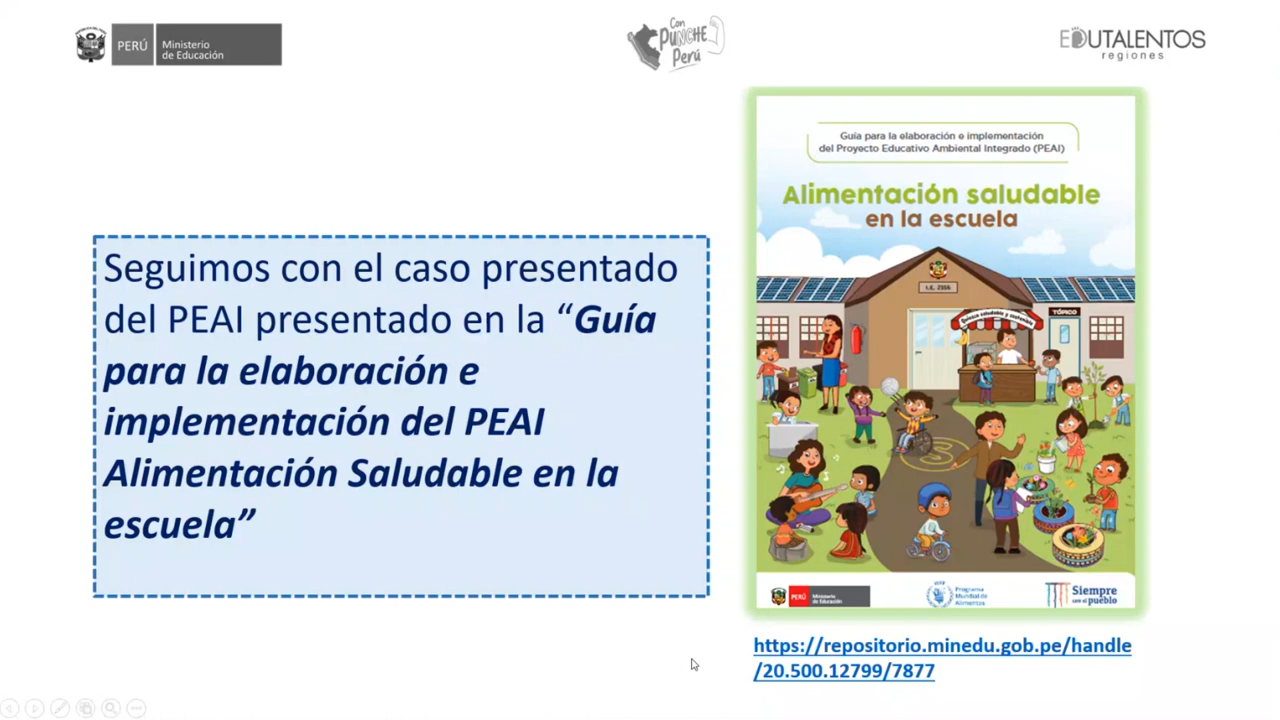 PERÚ
Ministerio
de Educación
Con
PUNCHE
Perú
EDUTALENTOS
regiones
Seguimos con el caso presentado
del PEAI presentado en la “Guía
para la elaboración e
implementación del PEAI
Alimentación Saludable en la
escuela”
Guía para la elaboración e implementación
del Proyecto Educativo Ambiental Integrado (PEAI)
Alimentación saludable
en la escuela
I.E. 2356
Quiosco saludable y sostenible
TÓPICO
S
PERÚ
Ministerio
de Educación
WFP
Programa
Mundial de
Alimentos
Siempre
con el pueblo
https://repositorio.minedu.gob.pe/handle
/20.500.12799/7877